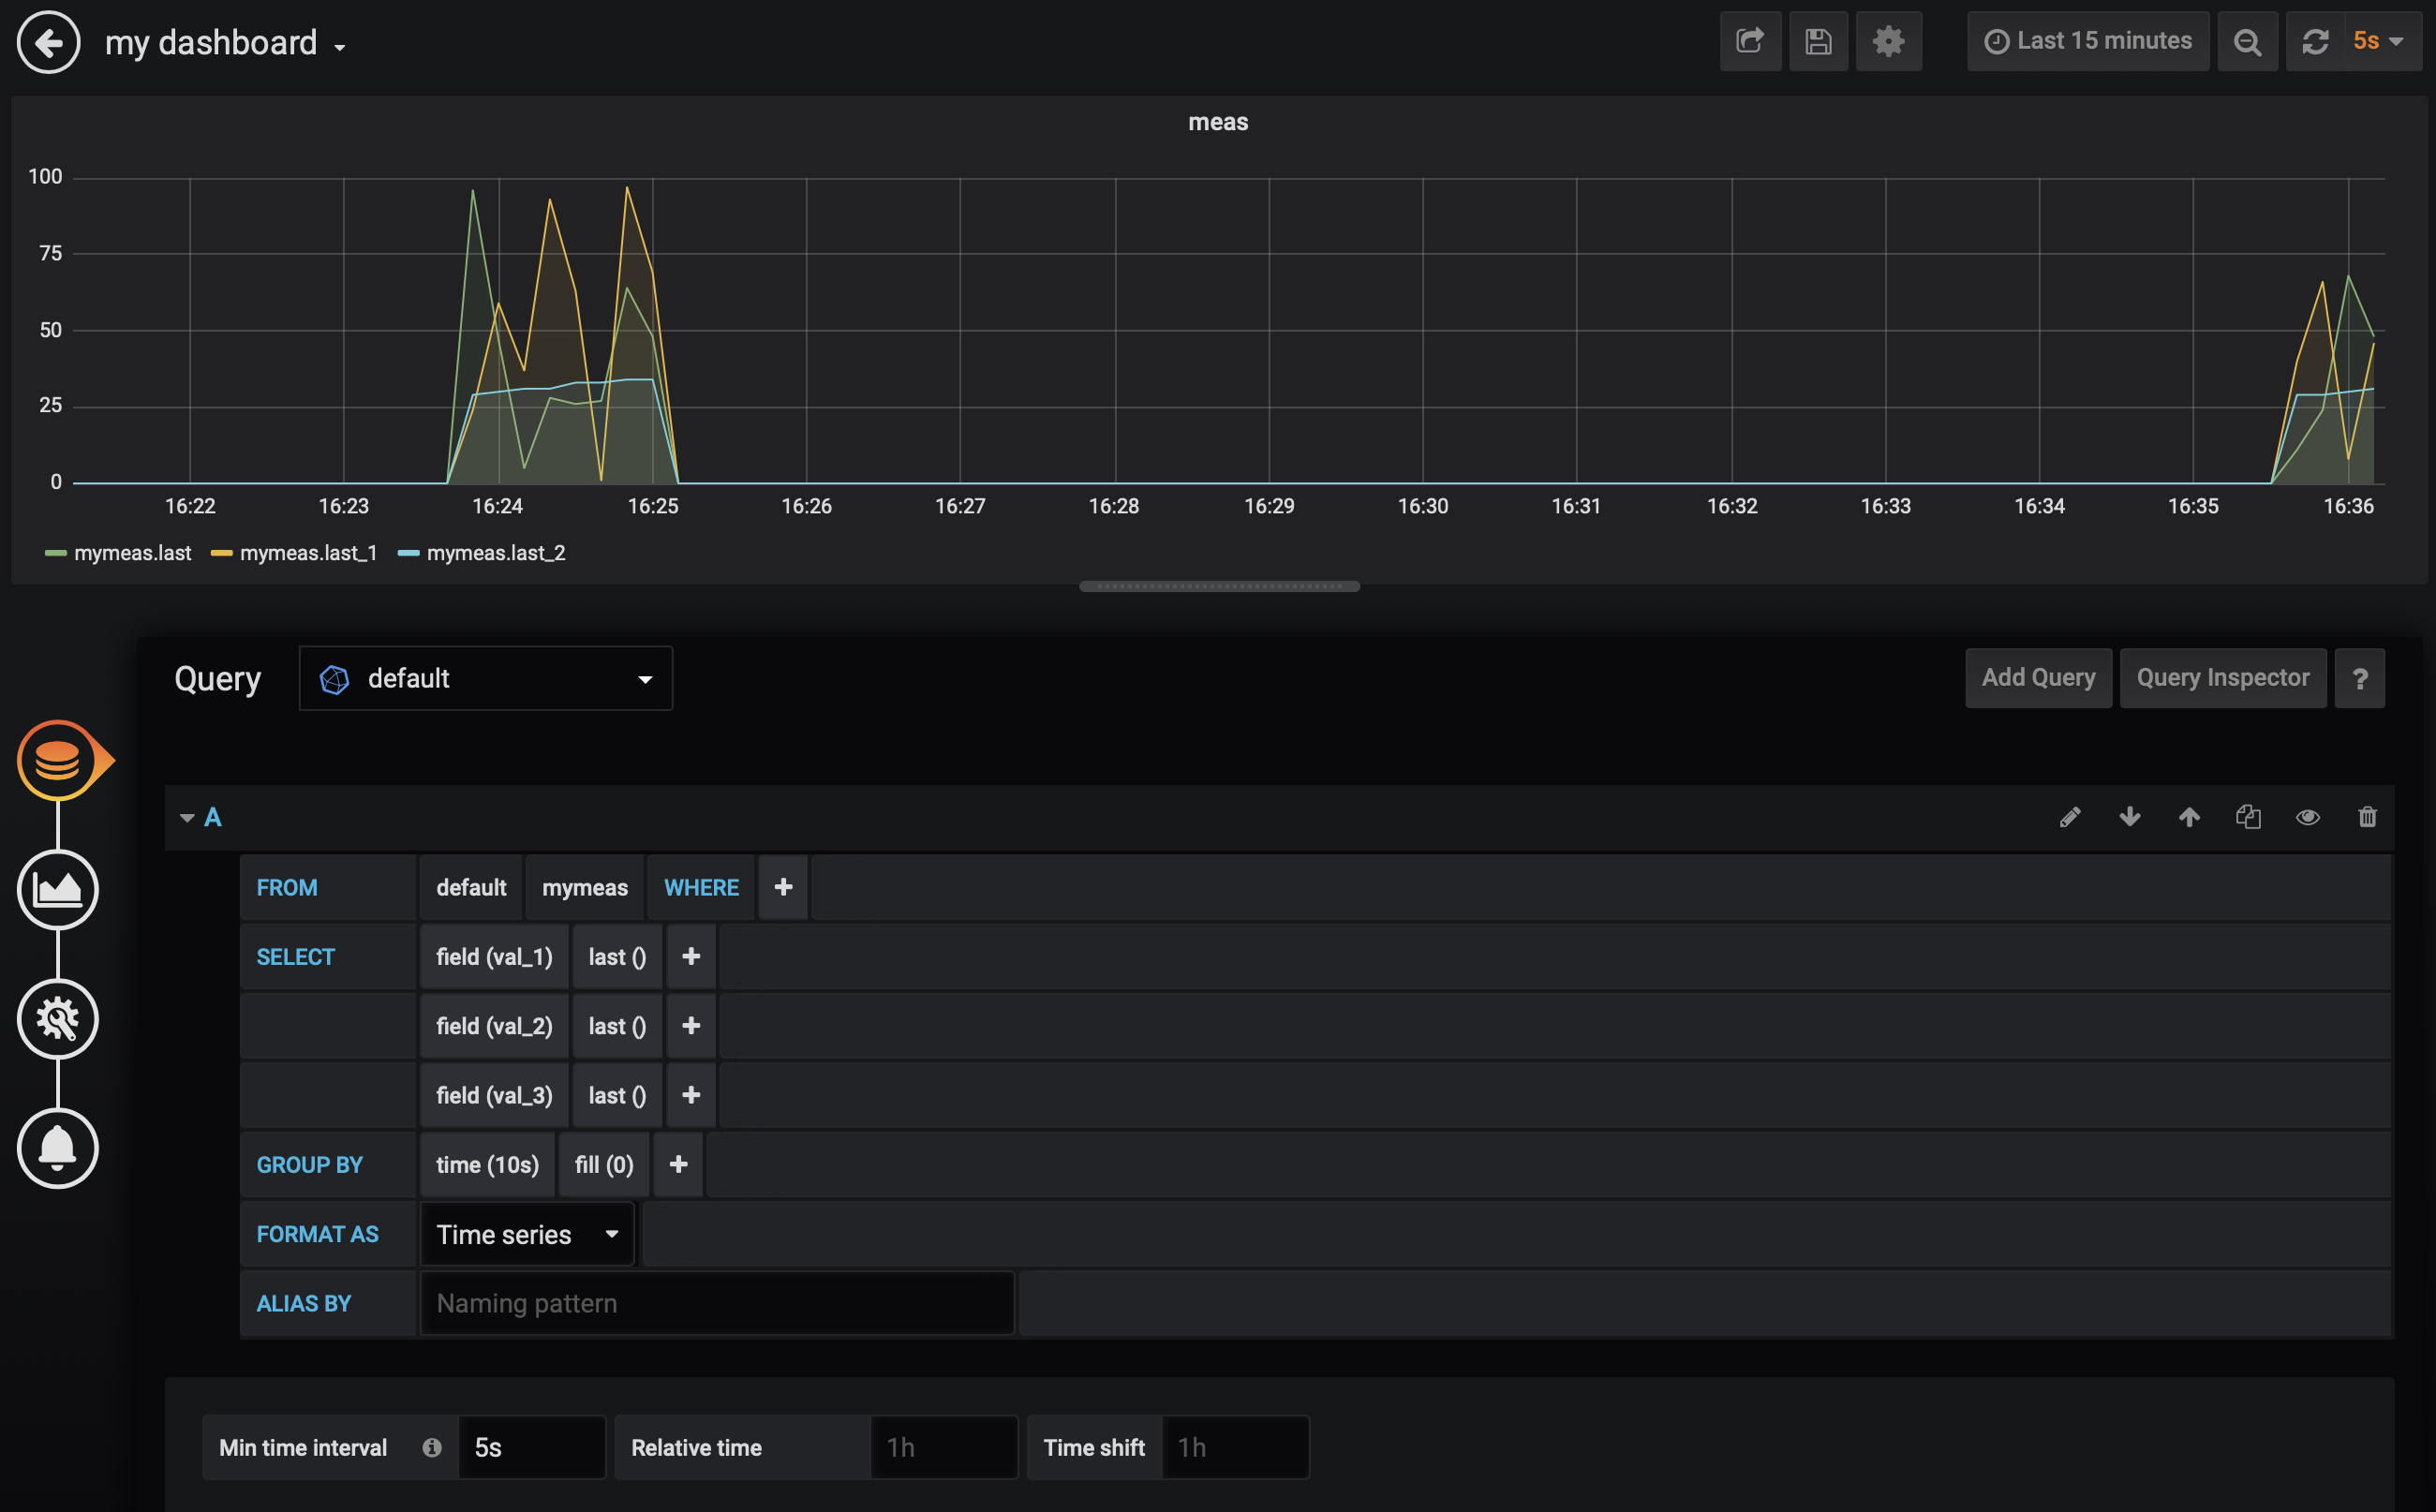 my dashboard
Last 15 minutes
5s
meas
100
75
50
25
0
16:22 16:23 16:24 16:25 16:26 16:27 16:28 16:29 16:30 16:31 16:32 16:33 16:34 16:35 16:36
mymeas.last mymeas.last_1 mymeas.last_2
Query default Add Query Query Inspector ?
A
FROM default mymeas WHERE +
SELECT field (val_1) last () +
field (val_2) last () +
field (val_3) last () +
GROUP BY time (10s) fill (0) +
FORMAT AS Time series
ALIAS BY Naming pattern
Min time interval i 5s Relative time 1h Time shift 1h